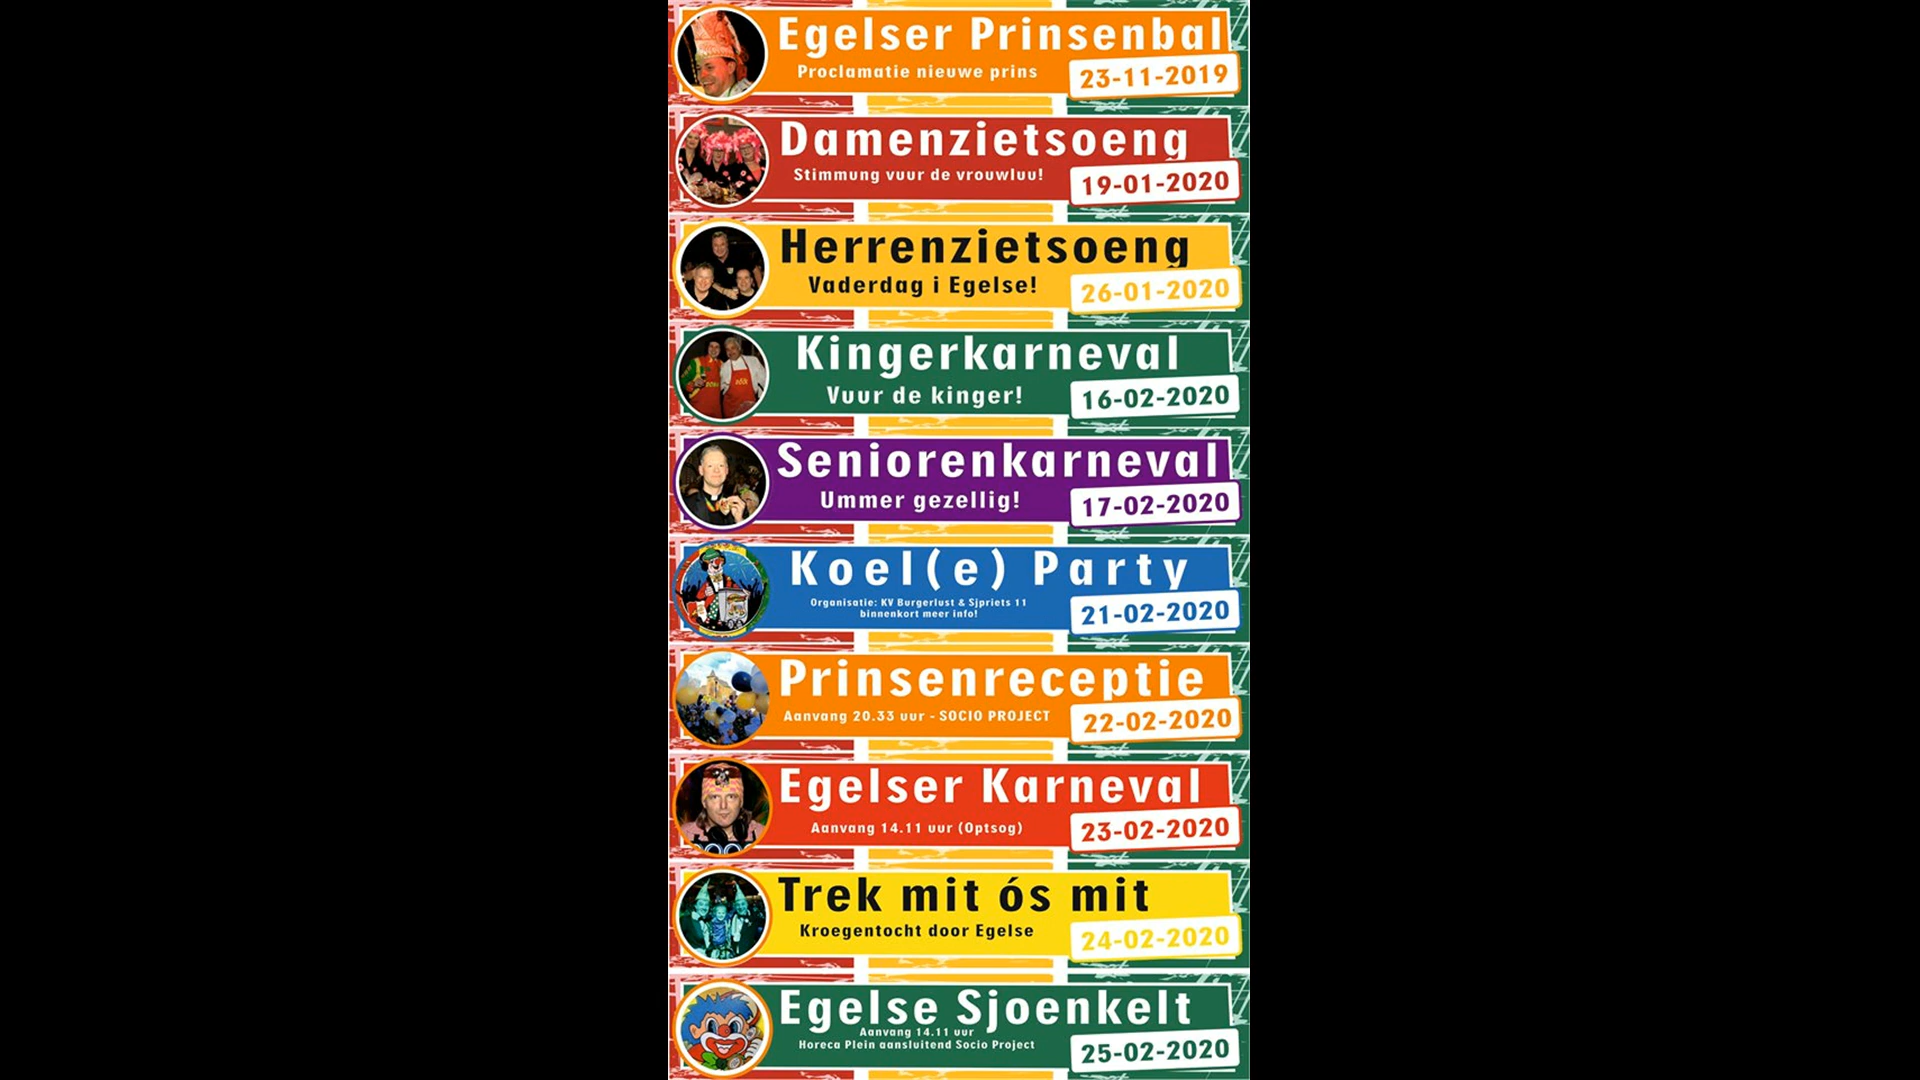 Egelser Prinsenbal
Proclamatie nieuwe prins
23-11-2019
Damenzietsoeng
Stimmung vuur de vrouwluu!
19-01-2020
Herrenzietsoeng
Vaderdag i Egelse!
26-01-2020
Kingerkarneval
Vuur de kinger!
16-02-2020
Seniorenkarneval
Ummer gezellig!
17-02-2020
Koel(e) Party
Organisatie: KV Burgerlust & Sjpriets 11
binnenkort meer info!
21-02-2020
Prinsenreceptie
Aanvang 20.33 uur - SOCIO PROJECT
22-02-2020
Egelser Karneval
Aanvang 14.11 uur (Optsog)
23-02-2020
Trek mit ós mit
Kroegentocht door Egelse
24-02-2020
Egelse Sjoenkelt
Aanvang 14.11 uur
Horeca Plein aansluitend Socio Project
25-02-2020